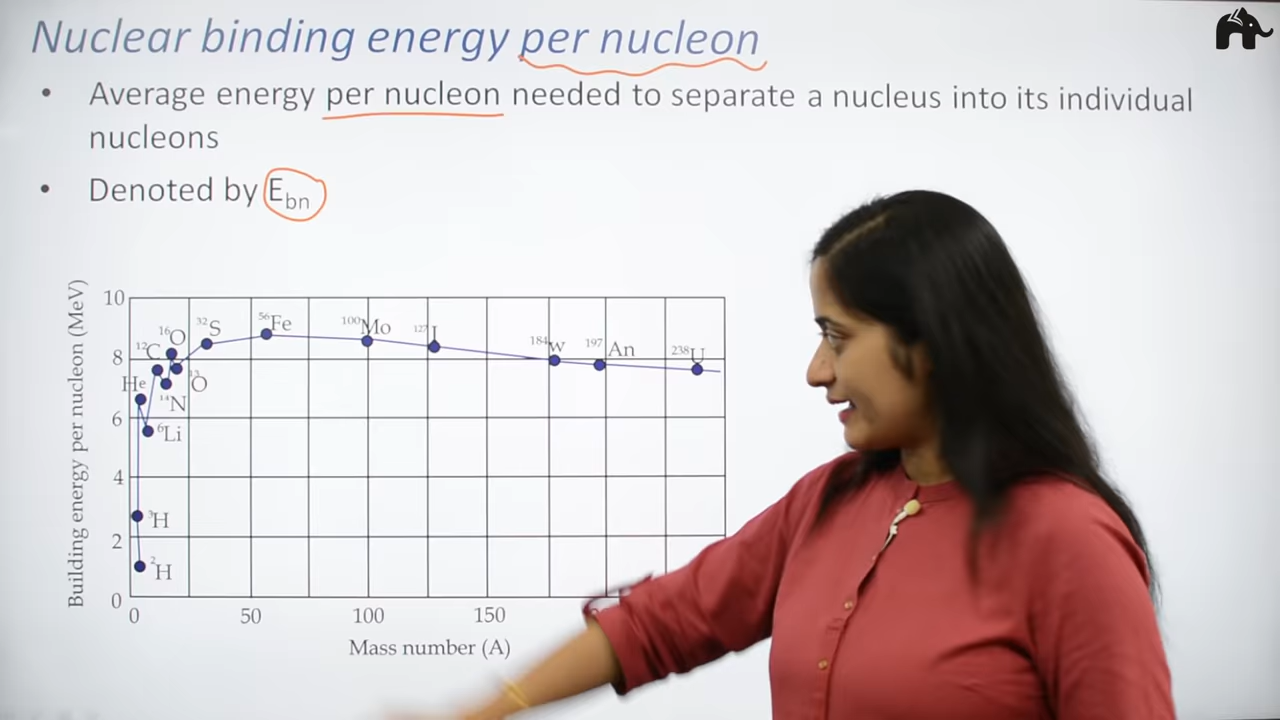 Nuclear binding energy per nucleon
• Average energy per nucleon needed to separate a nucleus into its individual
nucleons
• Denoted by Ebn
Building energy per nucleon (MeV)
10
8
6
4
2
0
¹²C
¹⁶O
³²S
⁵⁶Fe
¹⁰⁰Mo
¹²⁷I
¹⁸⁴W
¹⁹⁷An
²³⁸U
He
¹³O
¹⁴N
⁶Li
³H
²H
0 50 100 150
Mass number (A)